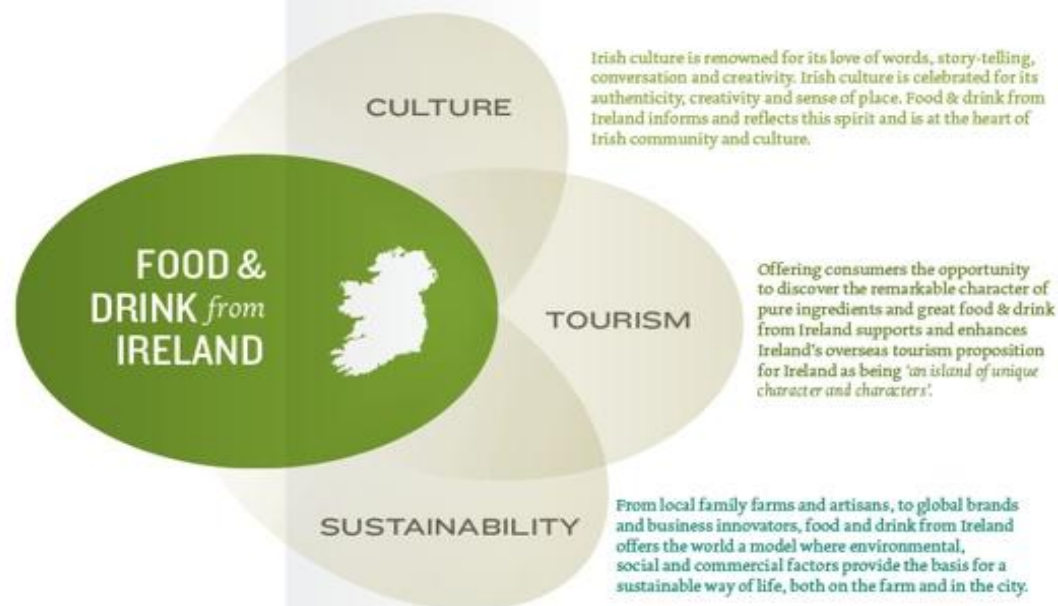 CULTURE
Irish culture is renowned for its love of words, story-telling,
conversation and creativity. Irish culture is celebrated for its
authenticity, creativity and sense of place. Food & drink from
Ireland informs and reflects this spirit and is at the heart of
Irish community and culture.
FOOD &
DRINK from
IRELAND
TOURISM
Offering consumers the opportunity
to discover the remarkable character of
pure ingredients and great food & drink
from Ireland supports and enhances
Ireland's overseas tourism proposition
for Ireland as being 'an island of unique
character and characters'.
SUSTAINABILITY
From local family farms and artisans, to global brands
and business innovators, food and drink from Ireland
offers the world a model where environmental,
social and commercial factors provide the basis for a
sustainable way of life, both on the farm and in the city.